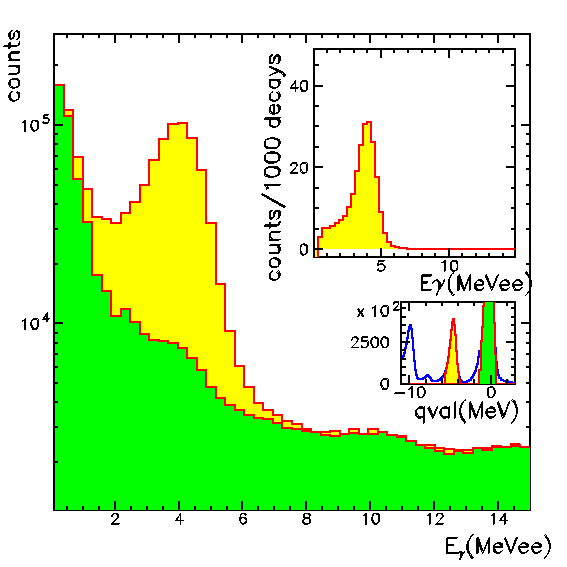 counts
10^5
10^4
2 4 6 8 10 12 14
E_γ(MeVee)
counts/1000 decays
40
20
0
5 10
Eγ(MeVee)
x 10^2
2500
0
−10 0
qval(MeV)